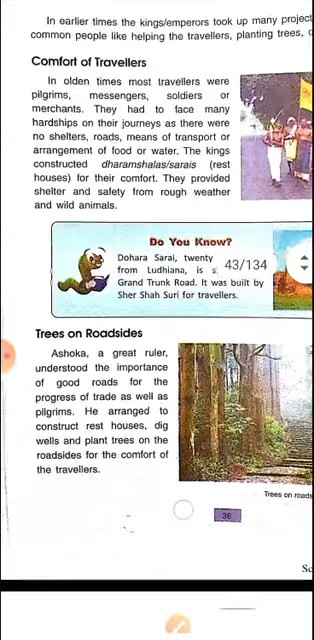 In earlier times the kings/emperors took up many project
common people like helping the travellers, planting trees,
Comfort of Travellers
In olden times most travellers were
pilgrims, messengers, soldiers or
merchants. They had to face many
hardships on their journeys as there were
no shelters, roads, means of transport or
arrangement of food or water. The kings
constructed dharamshalas/sarais (rest
houses) for their comfort. They provided
shelter and safety from rough weather
and wild animals.
Do You Know?
Dohara Sarai, twenty
from Ludhiana, is s
43/134
Grand Trunk Road. It was built by
Sher Shah Suri for travellers.
Trees on Roadsides
Ashoka, a great ruler,
understood the importance
of good roads for the
progress of trade as well as
pilgrims. He arranged to
construct rest houses, dig
wells and plant trees on the
roadsides for the comfort of
the travellers.
Trees on roads
36
Sc